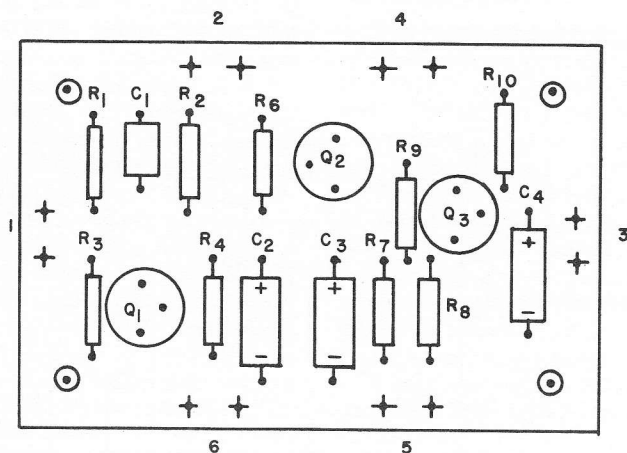 2 4
R10
R1 C1 R2 R6
Q2 R9
C4
Q3
1 3
R3 R4 C2 C3 R7
+ + +
Q1 R8
− − −
6 5